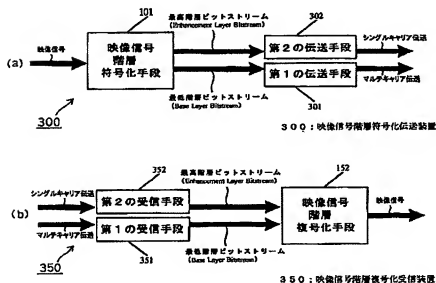 101
最高階層ビットストリーム
(Enhancement Layer Bitstream)
302
(a)
映像信号
映像信号
階層
符号化手段
第2の伝送手段
シングルキャリア伝送
第1の伝送手段
マルチキャリア伝送
最低階層ビットストリーム
(Base Layer Bitstream)
301
300
300:映像信号階層符号化伝送装置
352
最高階層ビットストリーム
(Enhancement Layer Bitstream)
152
(b)
シングルキャリア伝送
第2の受信手段
マルチキャリア伝送
第1の受信手段
映像信号
階層
複号化手段
映像信号
350
351
最低階層ビットストリーム
(Base Layer Bitstream)
350:映像信号階層複号化受信装置